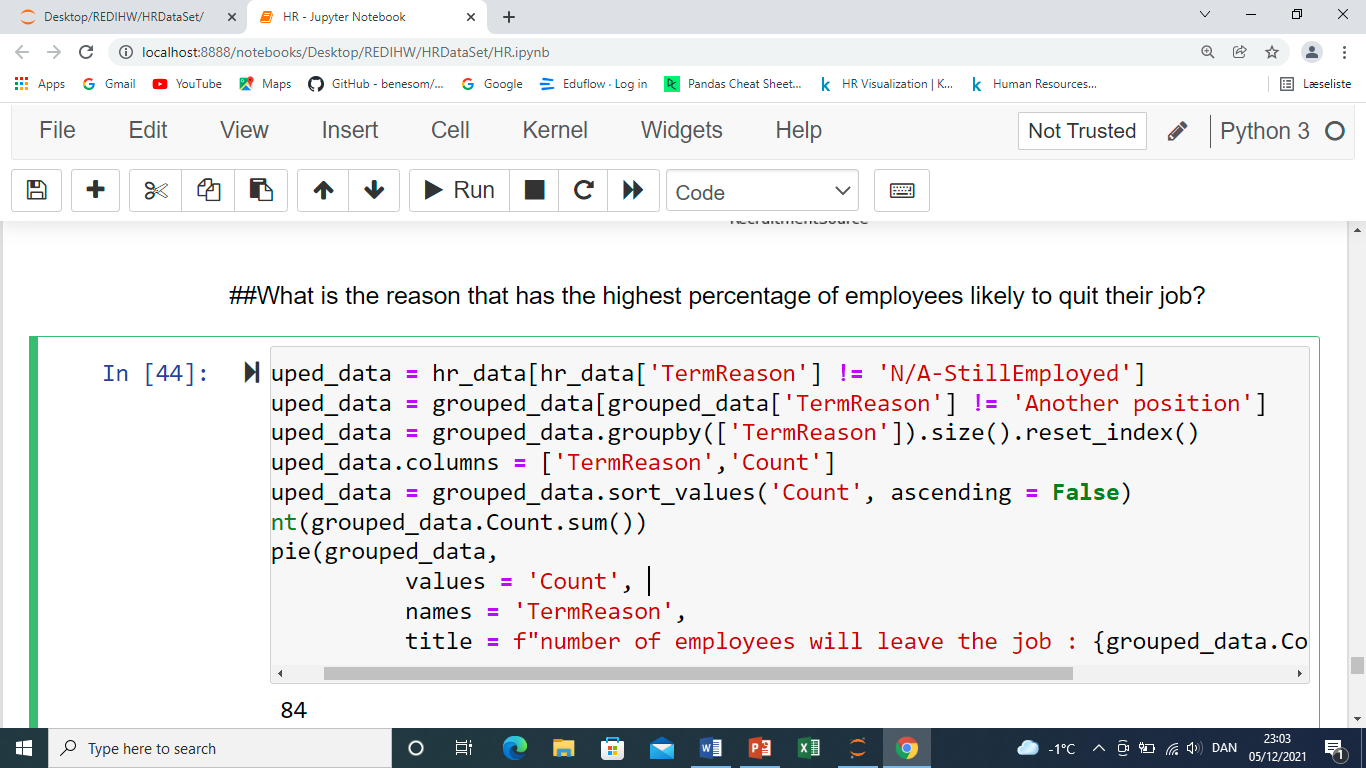 Desktop/REDIHW/HRDataSet/
HR - Jupyter Notebook
localhost:8888/notebooks/Desktop/REDIHW/HRDataSet/HR.ipynb
Apps
Gmail
YouTube
Maps
GitHub - benesom/...
Google
Eduflow · Log in
Pandas Cheat Sheet...
HR Visualization | K...
Human Resources...
Læseliste
File Edit View Insert Cell Kernel Widgets Help
Not Trusted
Python 3
Run
Code
RecruitmentSource
##What is the reason that has the highest percentage of employees likely to quit their job?
In [44]:
uped_data = hr_data[hr_data['TermReason'] != 'N/A-StillEmployed']
uped_data = grouped_data[grouped_data['TermReason'] != 'Another position']
uped_data = grouped_data.groupby(['TermReason']).size().reset_index()
uped_data.columns = ['TermReason','Count']
uped_data = grouped_data.sort_values('Count', ascending = False)
nt(grouped_data.Count.sum())
pie(grouped_data,
values = 'Count',
names = 'TermReason',
title = f"number of employees will leave the job : {grouped_data.Co
84
Type here to search
-1°C
DAN
23:03
05/12/2021
1